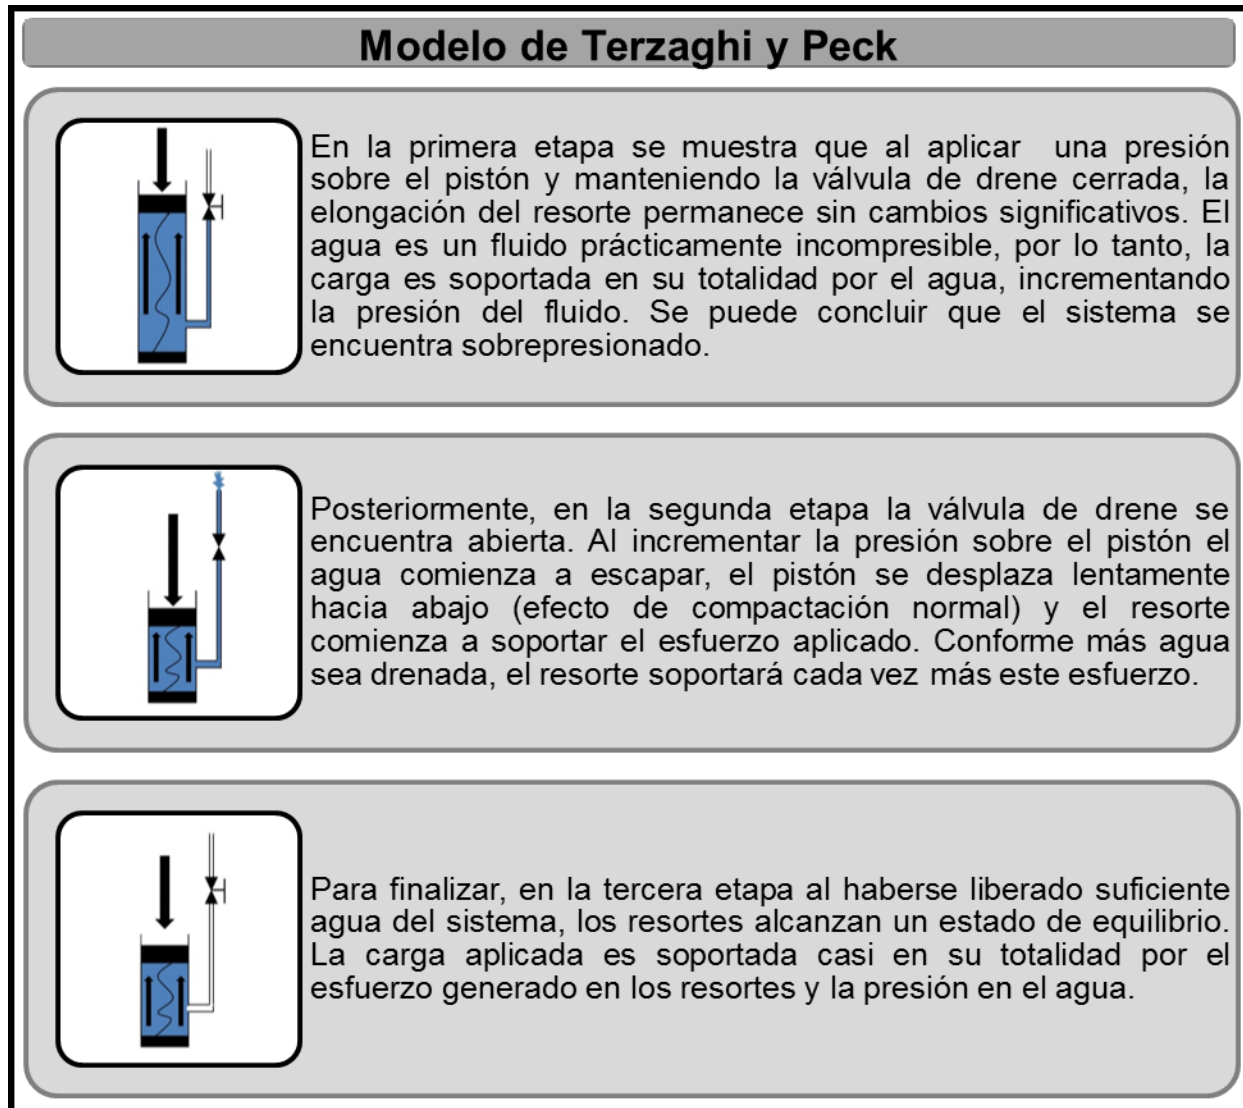 Modelo de Terzaghi y Peck
En la primera etapa se muestra que al aplicar una presión
sobre el pistón y manteniendo la válvula de drene cerrada, la
elongación del resorte permanece sin cambios significativos. El
agua es un fluido prácticamente incompresible, por lo tanto, la
carga es soportada en su totalidad por el agua, incrementando
la presión del fluido. Se puede concluir que el sistema se
encuentra sobrepresionado.
Posteriormente, en la segunda etapa la válvula de drene se
encuentra abierta. Al incrementar la presión sobre el pistón el
agua comienza a escapar, el pistón se desplaza lentamente
hacia abajo (efecto de compactación normal) y el resorte
comienza a soportar el esfuerzo aplicado. Conforme más agua
sea drenada, el resorte soportará cada vez más este esfuerzo.
Para finalizar, en la tercera etapa al haberse liberado suficiente
agua del sistema, los resortes alcanzan un estado de equilibrio.
La carga aplicada es soportada casi en su totalidad por el
esfuerzo generado en los resortes y la presión en el agua.